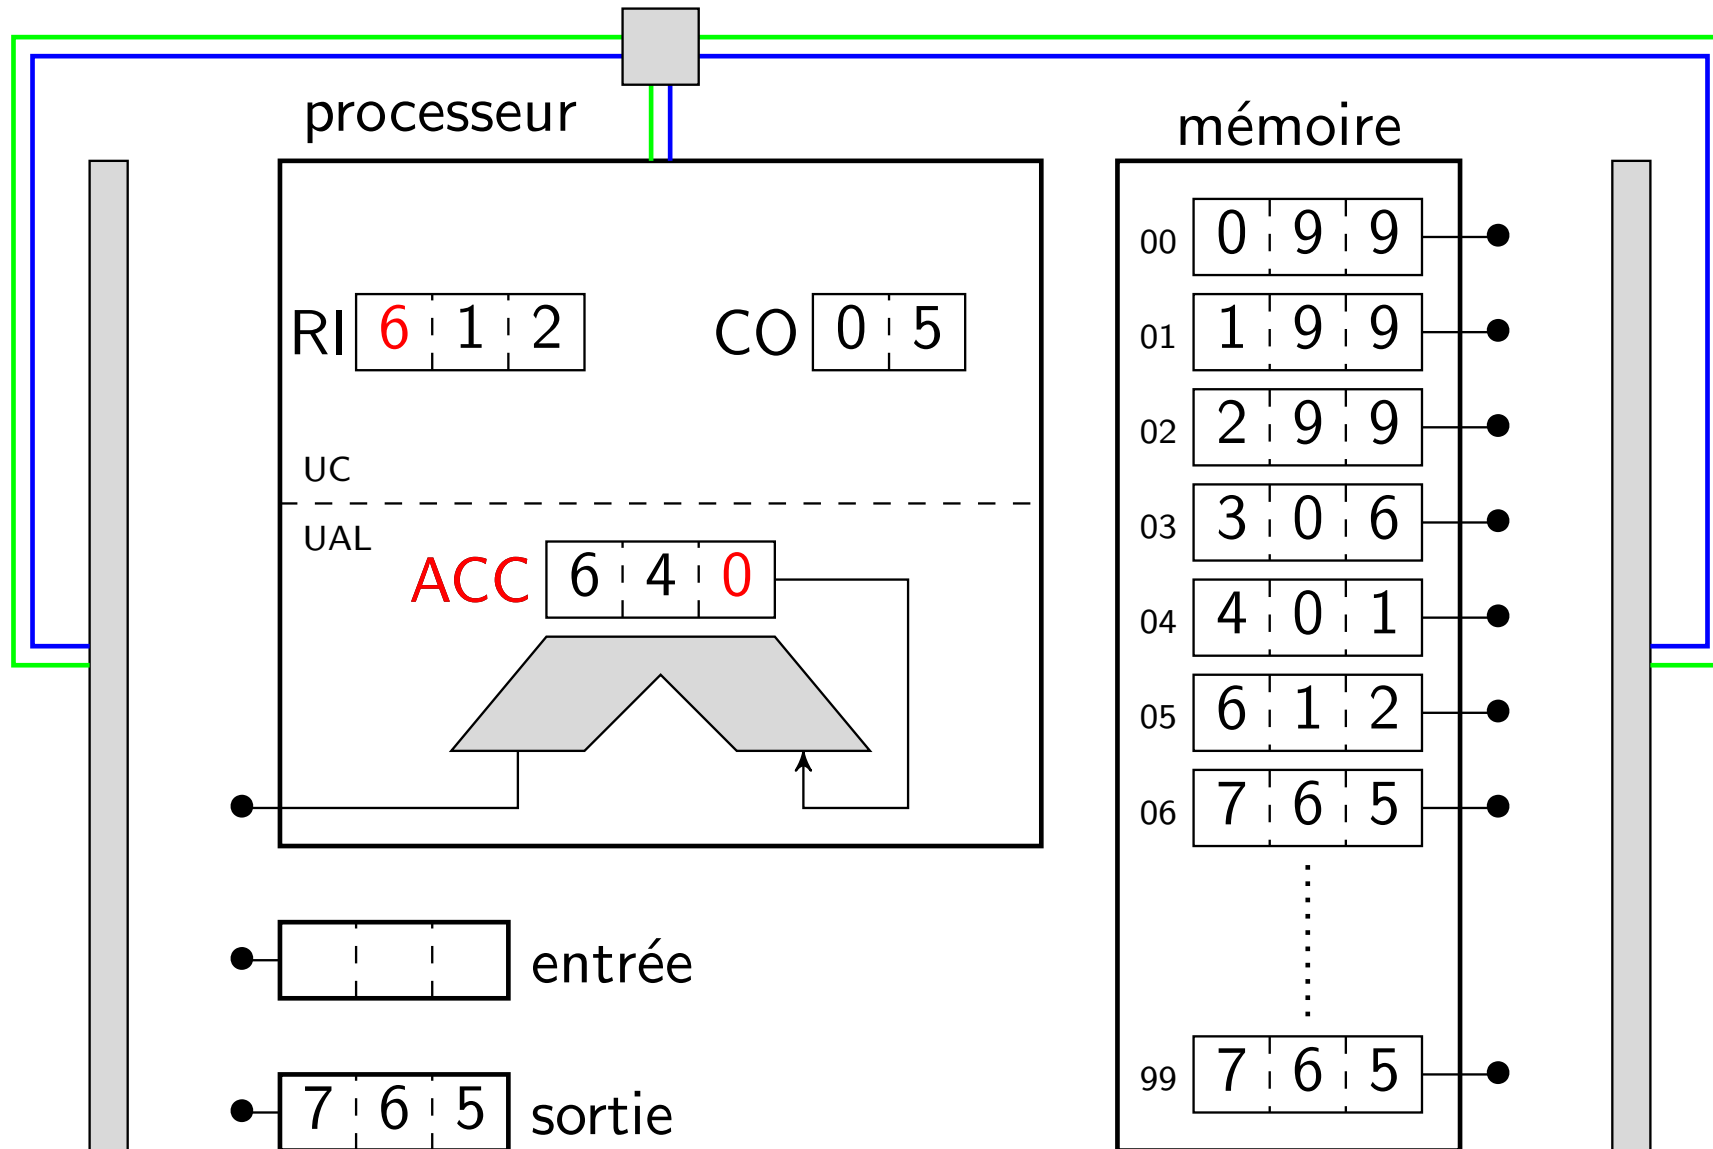 processeur
mémoire
00 0 9 9
RI 6 1 2 CO 0 5
01 1 9 9
02 2 9 9
UC
03 3 0 6
UAL
ACC 6 4 0
04 4 0 1
05 6 1 2
06 7 6 5
entrée
99 7 6 5
7 6 5 sortie